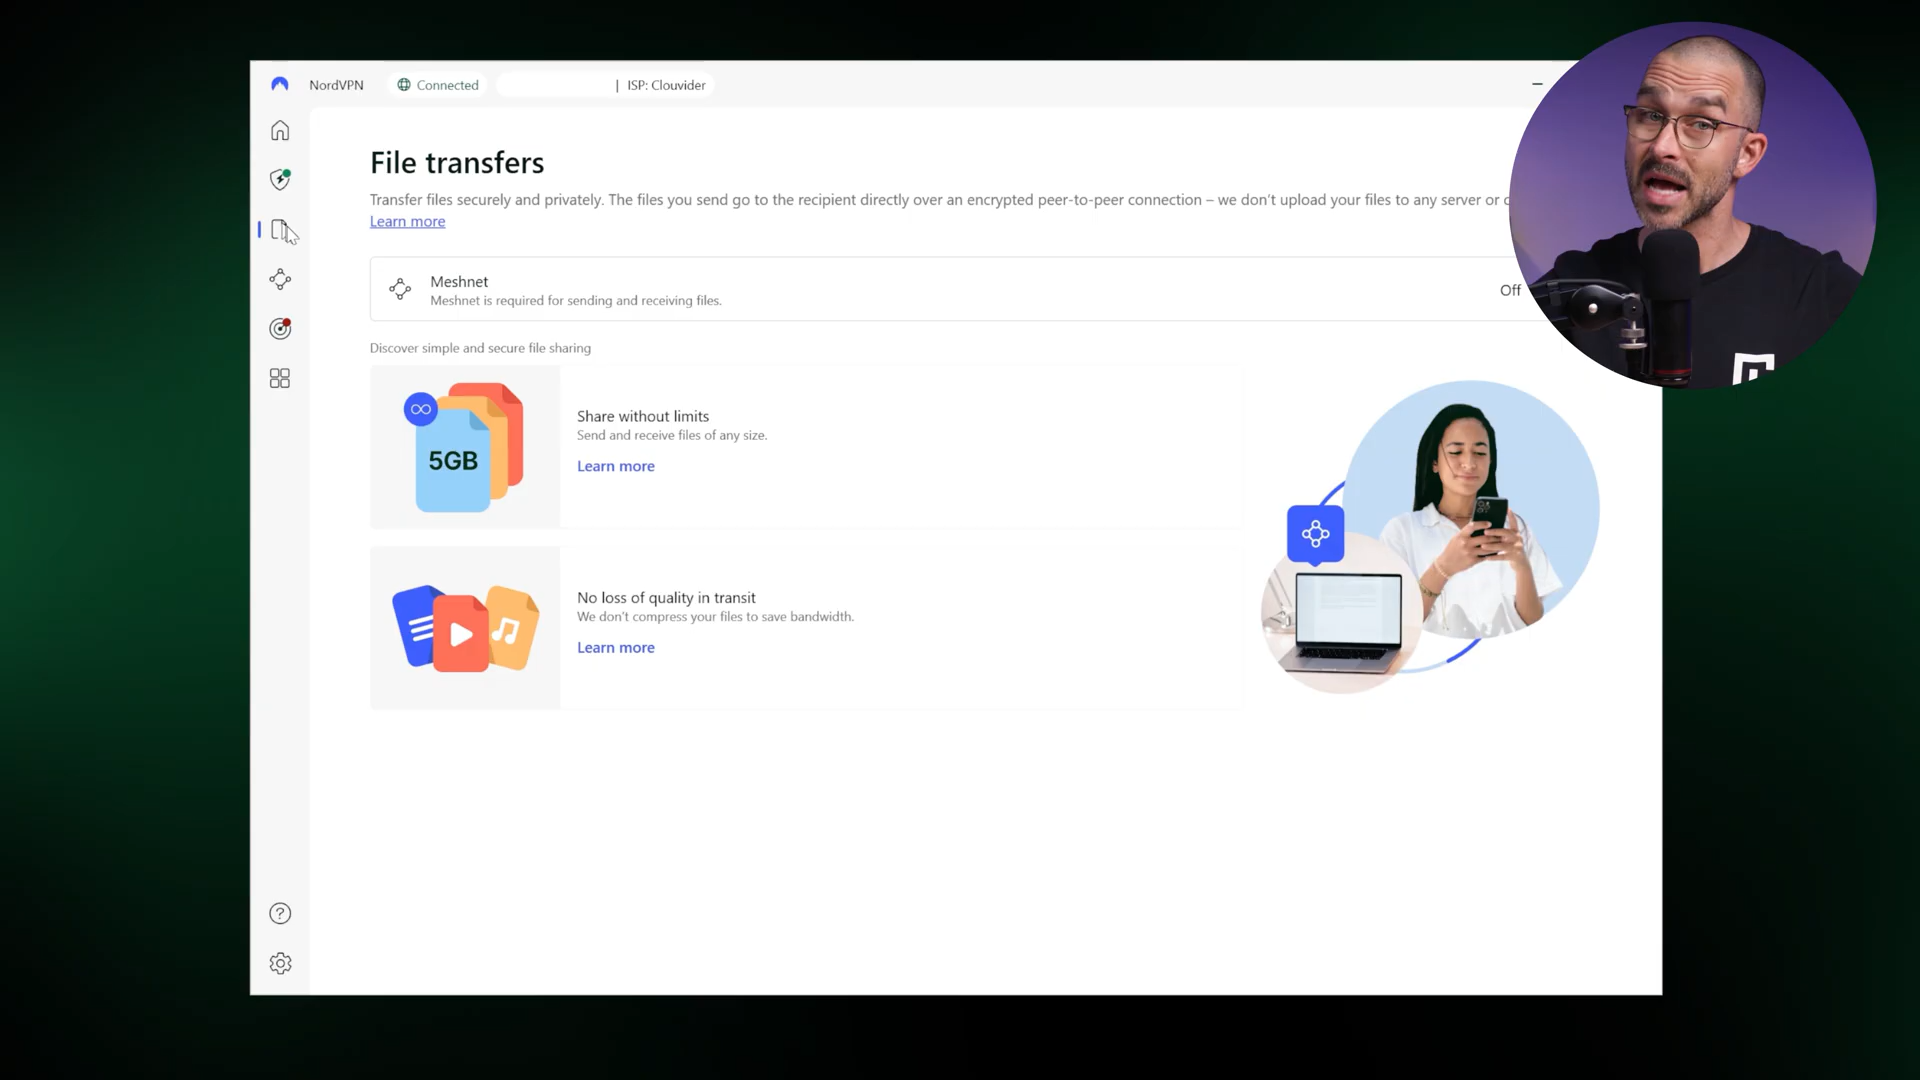 NordVPN
Connected
| ISP: Clouvider
File transfers
Transfer files securely and privately. The files you send go to the recipient directly over an encrypted peer-to-peer connection – we don't upload your files to any server or
Learn more
Meshnet
Meshnet is required for sending and receiving files.
Off
Discover simple and secure file sharing
5GB
Share without limits
Send and receive files of any size.
Learn more
No loss of quality in transit
We don't compress your files to save bandwidth.
Learn more